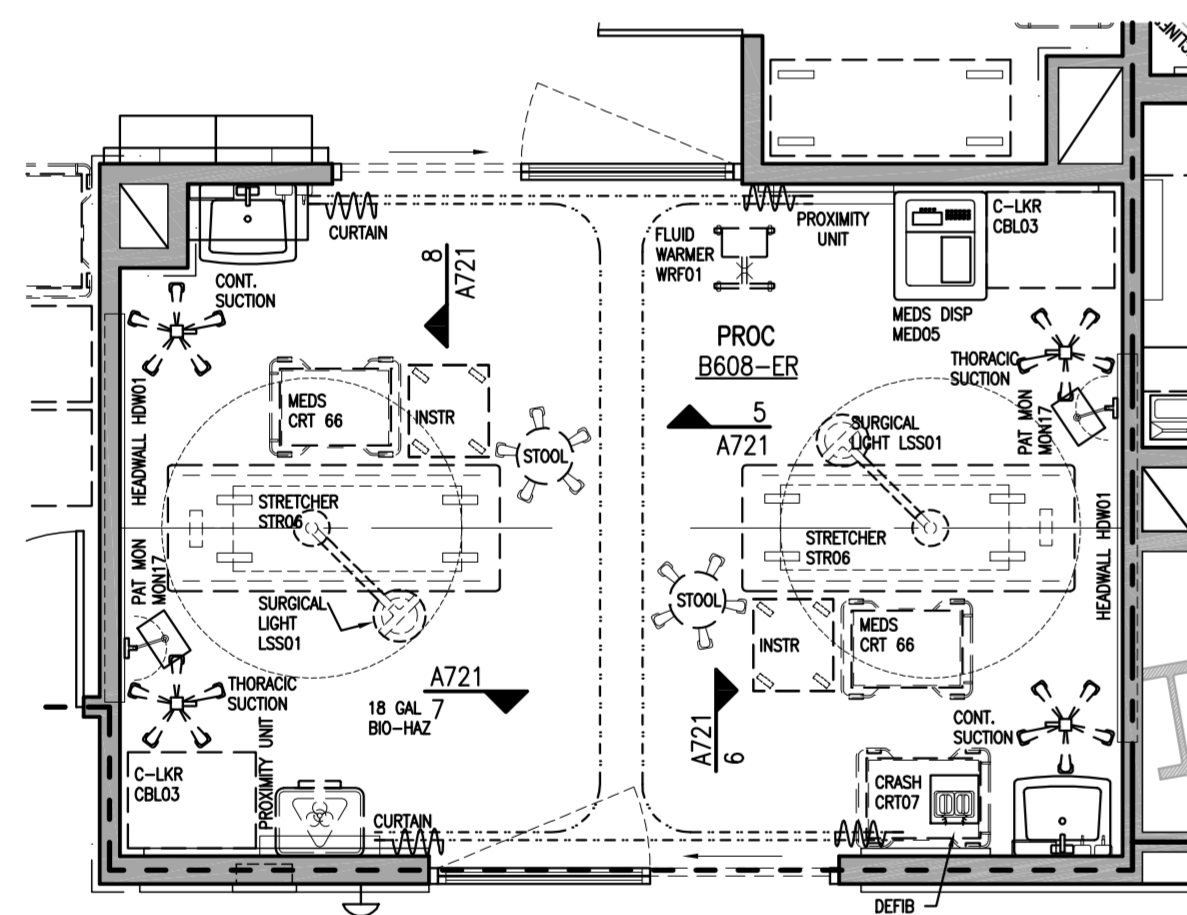 CURTAIN
CONT.
SUCTION
8
A721
PROXIMITY
UNIT
FLUID
WARMER
WRF01
C-LKR
CBL03
MEDS DISP
MED05
PROC
B608-ER
THORACIC
SUCTION
HEADWALL HDW01
MEDS
CRT 66
INSTR
STOOL
5
A721
SURGICAL
LIGHT LSS01
PAT MON
MON17
STRETCHER
STR06
STRETCHER
STR06
HEADWALL HDW01
PAT MON
MON17
SURGICAL
LIGHT
LSS01
STOOL
INSTR
MEDS
CRT 66
THORACIC
SUCTION
A721
7
18 GAL
BIO-HAZ
A721
6
CONT.
SUCTION
C-LKR
CBL03
PROXIMITY UNIT
CURTAIN
CRASH
CRT07
DEFIB